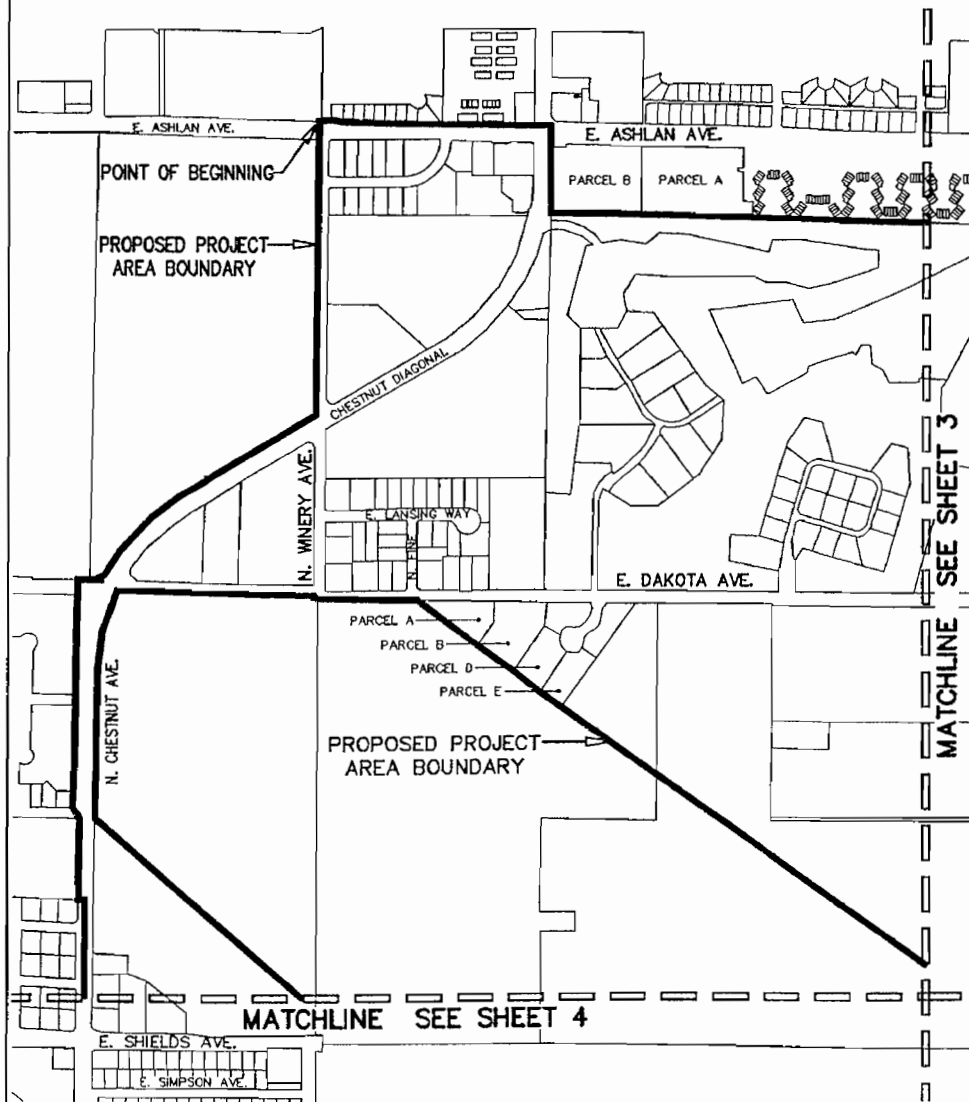 E. ASHLAN AVE.
E. ASHLAN AVE.
POINT OF BEGINNING
PARCEL B
PARCEL A
PROPOSED PROJECT
AREA BOUNDARY
CHESTNUT DIAGONAL
MATCHLINE SEE SHEET 3
N. WINERY AVE.
E. LANSING WAY
N. FINE
E. DAKOTA AVE.
PARCEL A
PARCEL B
PARCEL D
PARCEL E
N. CHESTNUT AVE.
PROPOSED PROJECT
AREA BOUNDARY
MATCHLINE SEE SHEET 4
E. SHIELDS AVE.
E. SIMPSON AVE.